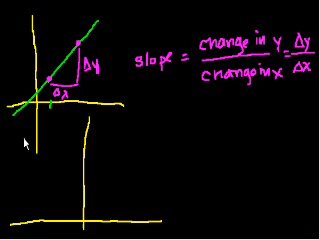 slope = change in y / change in x = Δy / Δx
Δy
Δx